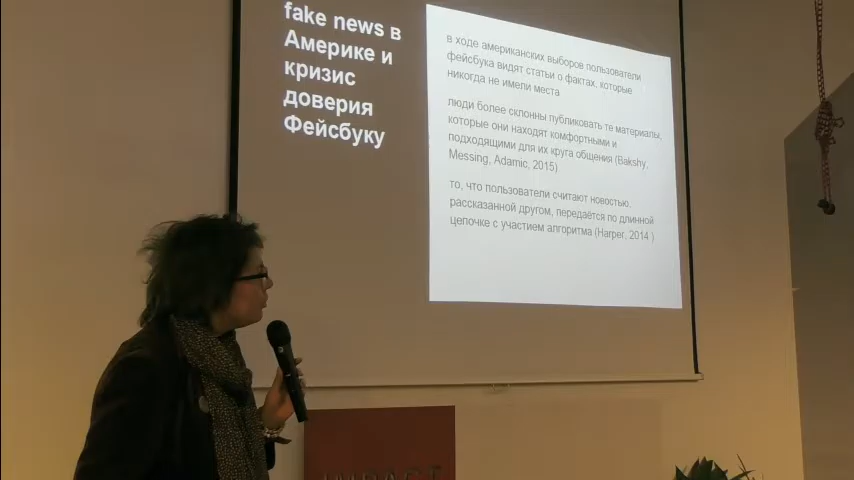 fake news в
Америке и
кризис
доверия
Фейсбуку
в ходе американских выборов пользователи
фейсбука видят статьи о фактах, которые
никогда не имели места
люди более склонны публиковать те материалы,
которые они находят комфортными и
подходящими для их круга общения (Bakshy,
Messing, Adamic, 2015)
то, что пользователи считают новостью,
рассказанной другом, передаётся по длинной
цепочке с участием алгоритма (Harper, 2014 )
IMPACT